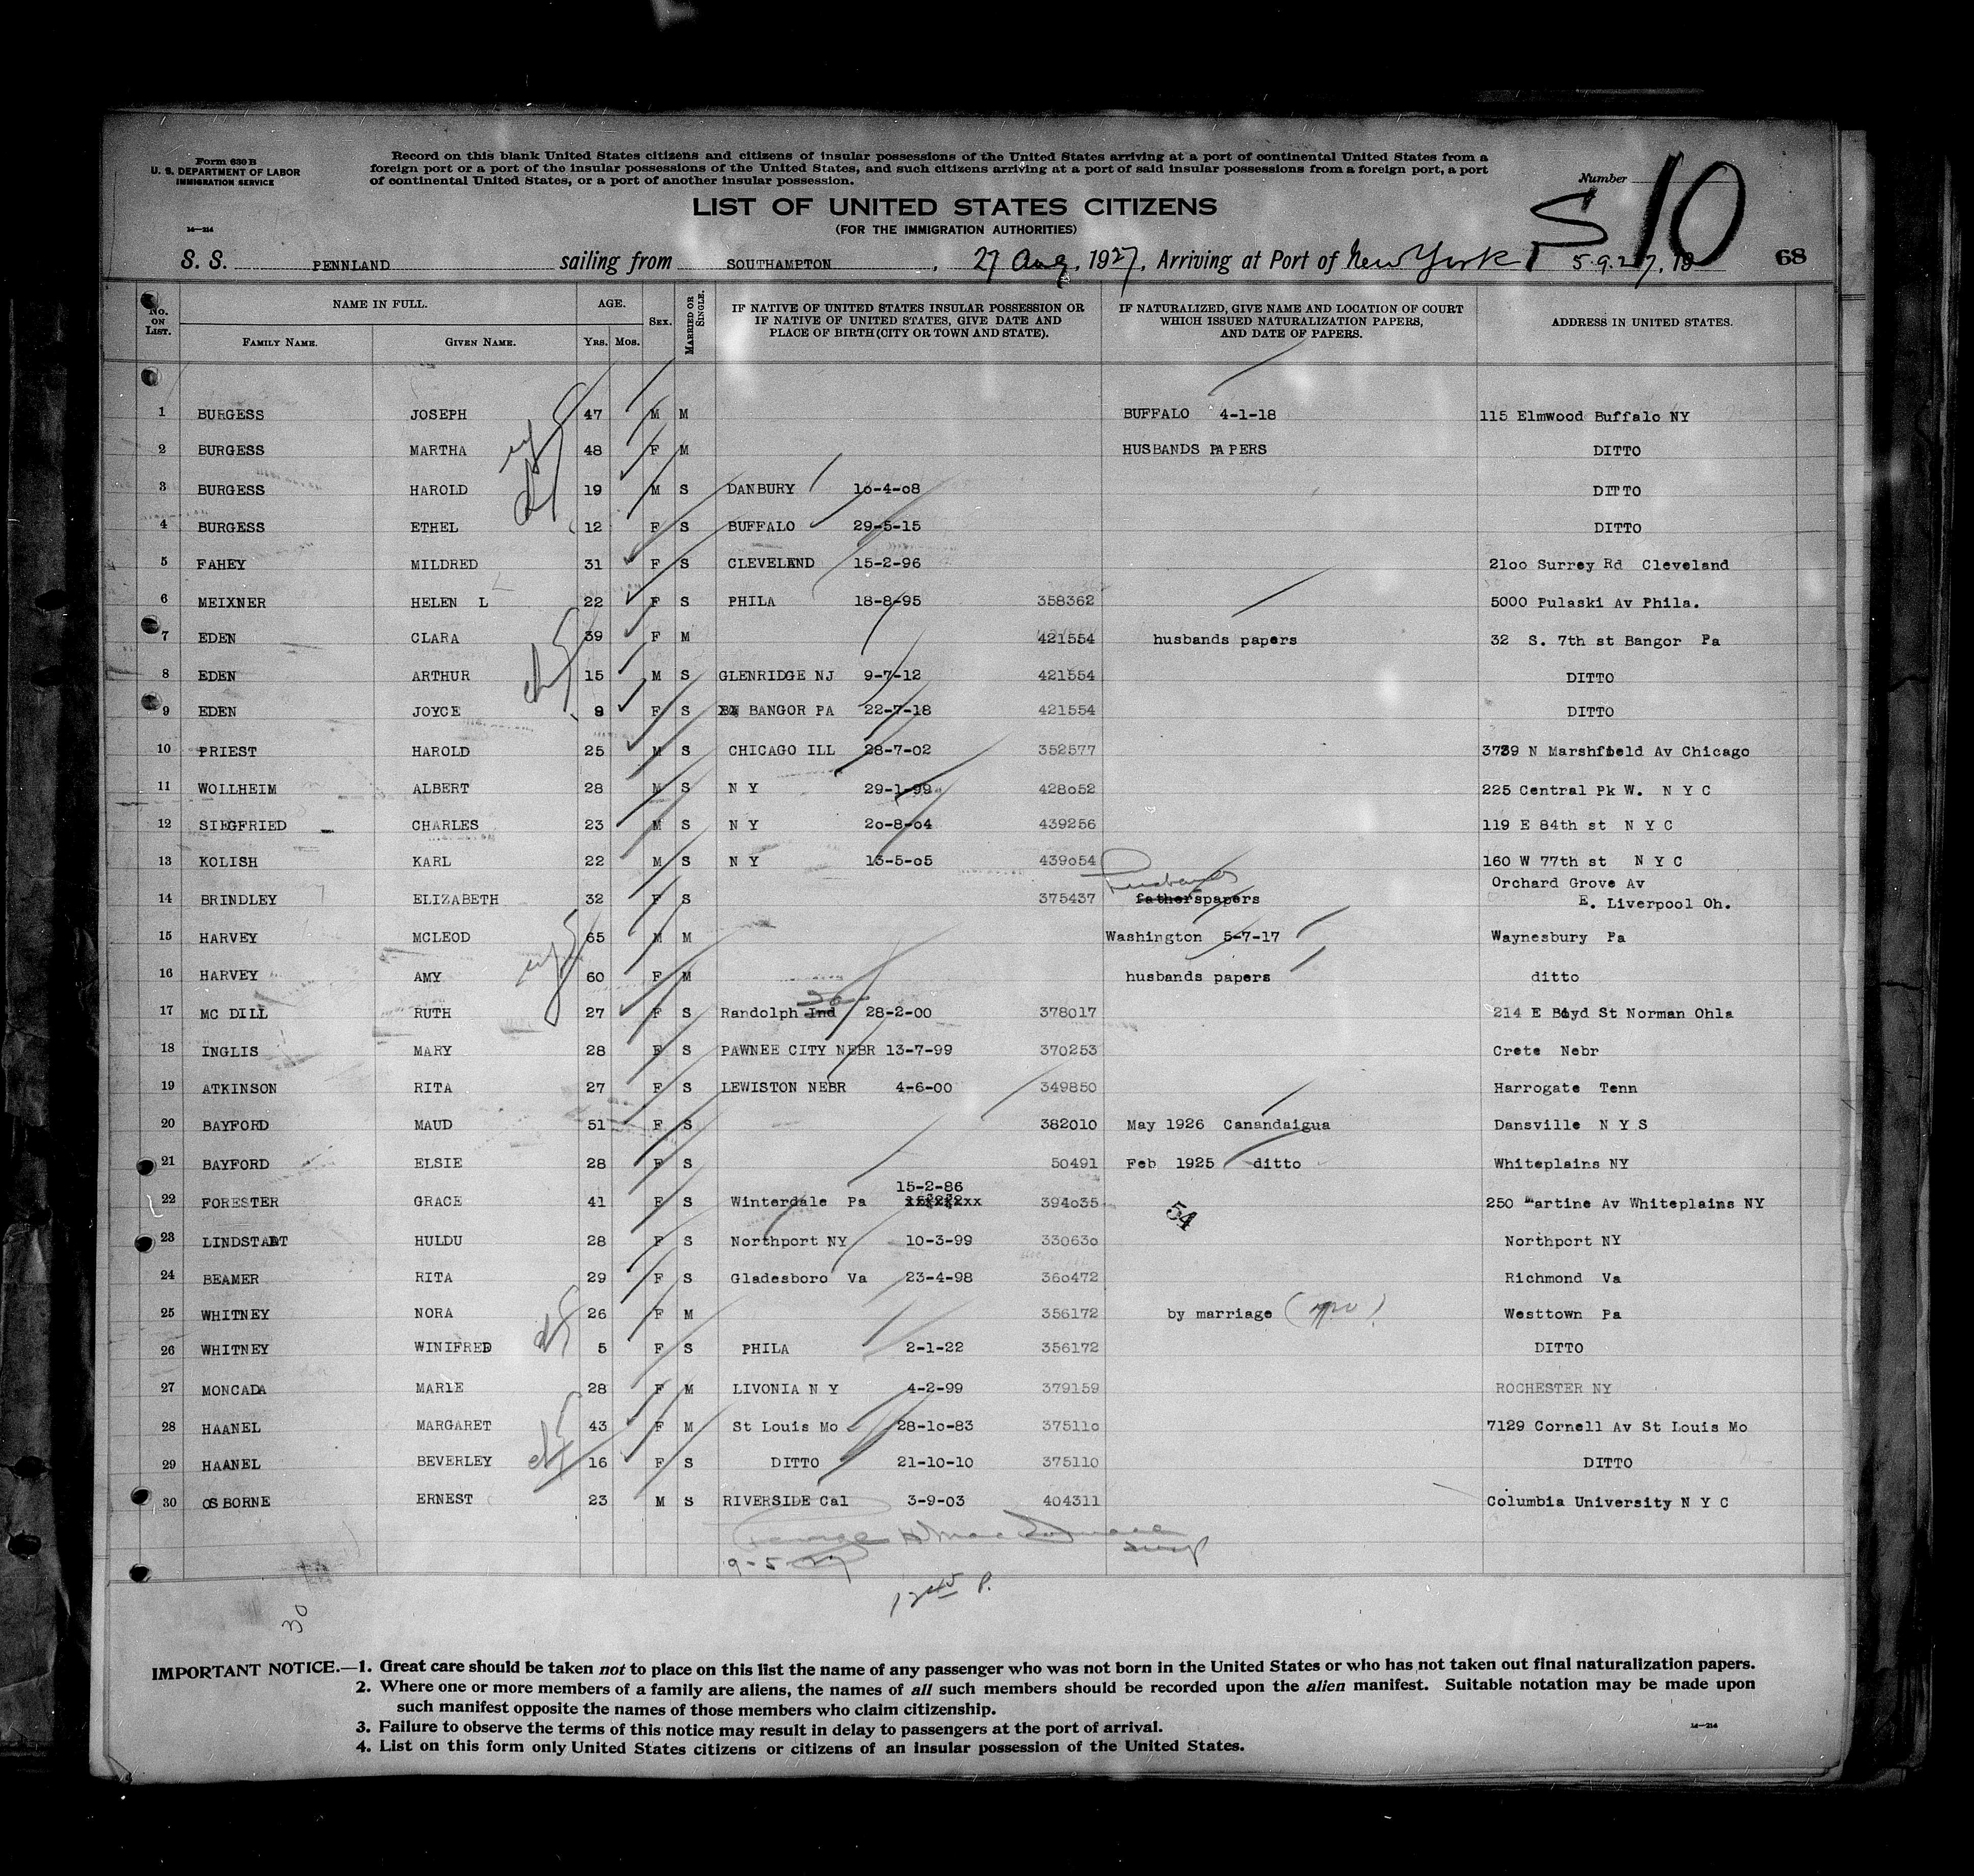 Form 630 B
U. S. DEPARTMENT OF LABOR
IMMIGRATION SERVICE
Record on this blank United States citizens and citizens of insular possessions of the United States arriving at a port of continental United States from a
foreign port or a port of the insular possessions of the United States, and such citizens arriving at a port of said insular possessions from a foreign port, a port
of continental United States, or a port of another insular possession.
Number
S 10
LIST OF UNITED STATES CITIZENS
(FOR THE IMMIGRATION AUTHORITIES)
14—214
S. S. PENNLAND sailing from SOUTHAMPTON, 27 Aug, 1927, Arriving at Port of New York 5.9.27, 19 68
No. ON LIST. NAME IN FULL. AGE. SEX. MARRIED OR SINGLE. IF NATIVE OF UNITED STATES INSULAR POSSESSION OR IF NATIVE OF UNITED STATES, GIVE DATE AND PLACE OF BIRTH (CITY OR TOWN AND STATE). IF NATURALIZED, GIVE NAME AND LOCATION OF COURT WHICH ISSUED NATURALIZATION PAPERS, AND DATE OF PAPERS. ADDRESS IN UNITED STATES.
FAMILY NAME. GIVEN NAME. YRS. MOS.
1 BURGESS JOSEPH 47 M M BUFFALO 4-1-18 115 Elmwood Buffalo NY
2 BURGESS MARTHA 48 F M HUSBANDS PAPERS DITTO
3 BURGESS HAROLD 19 M S DANBURY 10-4-08 DITTO
4 BURGESS ETHEL 12 F S BUFFALO 29-5-15 DITTO
5 FAHEY MILDRED 31 F S CLEVELAND 15-2-96 2100 Surrey Rd Cleveland
6 MEIXNER HELEN L 22 F S PHILA 18-8-95 358362 5000 Pulaski Av Phila.
7 EDEN CLARA 39 F M 421554 husbands papers 32 S. 7th st Bangor Pa
8 EDEN ARTHUR 15 M S GLENRIDGE NJ 9-7-12 421554 DITTO
9 EDEN JOYCE 9 F S BANGOR PA 22-7-18 421554 DITTO
10 PRIEST HAROLD 25 M S CHICAGO ILL 28-7-02 352577 3739 N Marshfield Av Chicago
11 WOLLHEIM ALBERT 28 M S N Y 29-1-99 428052 225 Central Pk W. N Y C
12 SIEGFRIED CHARLES 23 M S N Y 20-8-04 439256 119 E 84th st N Y C
13 KOLISH KARL 22 M S N Y 13-5-05 439054 160 W 77th st N Y C
14 BRINDLEY ELIZABETH 32 F S 375437 Husbands fatherspapers Orchard Grove Av
E. Liverpool Oh.
15 HARVEY MCLEOD 65 M M Washington 5-7-17 Waynesbury Pa
16 HARVEY AMY 60 F M husbands papers ditto
17 MC DILL RUTH 27 F S Randolph Ind 28-2-00 378017 214 E Boyd St Norman Ohla
18 INGLIS MARY 28 F S PAWNEE CITY NEBR 13-7-99 370253 Crete Nebr
19 ATKINSON RITA 27 F S LEWISTON NEBR 4-6-00 349850 Harrogate Tenn
20 BAYFORD MAUD 51 F S 382010 May 1926 Canandaigua Dansville N Y S
21 BAYFORD ELSIE 28 F S 50491 Feb 1925 ditto Whiteplains NY
22 FORESTER GRACE 41 F S Winterdale Pa 15-2-86 394035 250 Martine Av Whiteplains NY
54
23 LINDSTADT HULDU 28 F S Northport NY 10-3-99 330630 Northport NY
24 BEAMER RITA 29 F S Gladesboro Va 23-4-98 360472 Richmond Va
25 WHITNEY NORA 26 F M 356172 by marriage Westtown Pa
26 WHITNEY WINIFRED 5 F S PHILA 2-1-22 356172 DITTO
27 MONCADA MARIE 28 F M LIVONIA N Y 4-2-99 379159 ROCHESTER NY
28 HAANEL MARGARET 43 F M St Louis Mo 28-10-83 375110 7129 Cornell Av St Louis Mo
29 HAANEL BEVERLEY 16 F S DITTO 21-10-10 375110 DITTO
30 OSBORNE ERNEST 23 M S RIVERSIDE Cal 3-9-03 404311 Columbia University N Y C
George
9-5-27
30
IMPORTANT NOTICE.—1. Great care should be taken not to place on this list the name of any passenger who was not born in the United States or who has not taken out final naturalization papers.
2. Where one or more members of a family are aliens, the names of all such members should be recorded upon the alien manifest. Suitable notation may be made upon
such manifest opposite the names of those members who claim citizenship.
3. Failure to observe the terms of this notice may result in delay to passengers at the port of arrival.
4. List on this form only United States citizens or citizens of an insular possession of the United States.
14—214